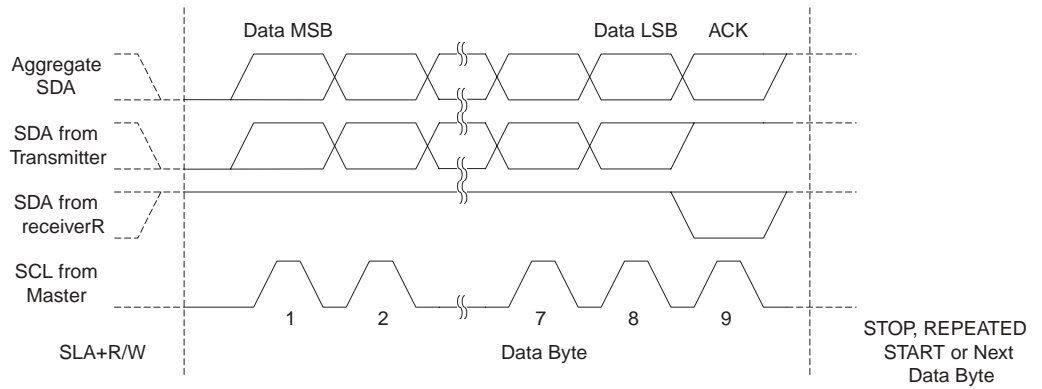 Data MSB
Data LSB
ACK
Aggregate
SDA
SDA from
Transmitter
SDA from
receiverR
SCL from
Master
1
2
7
8
9
SLA+R/W
Data Byte
STOP, REPEATED
START or Next
Data Byte